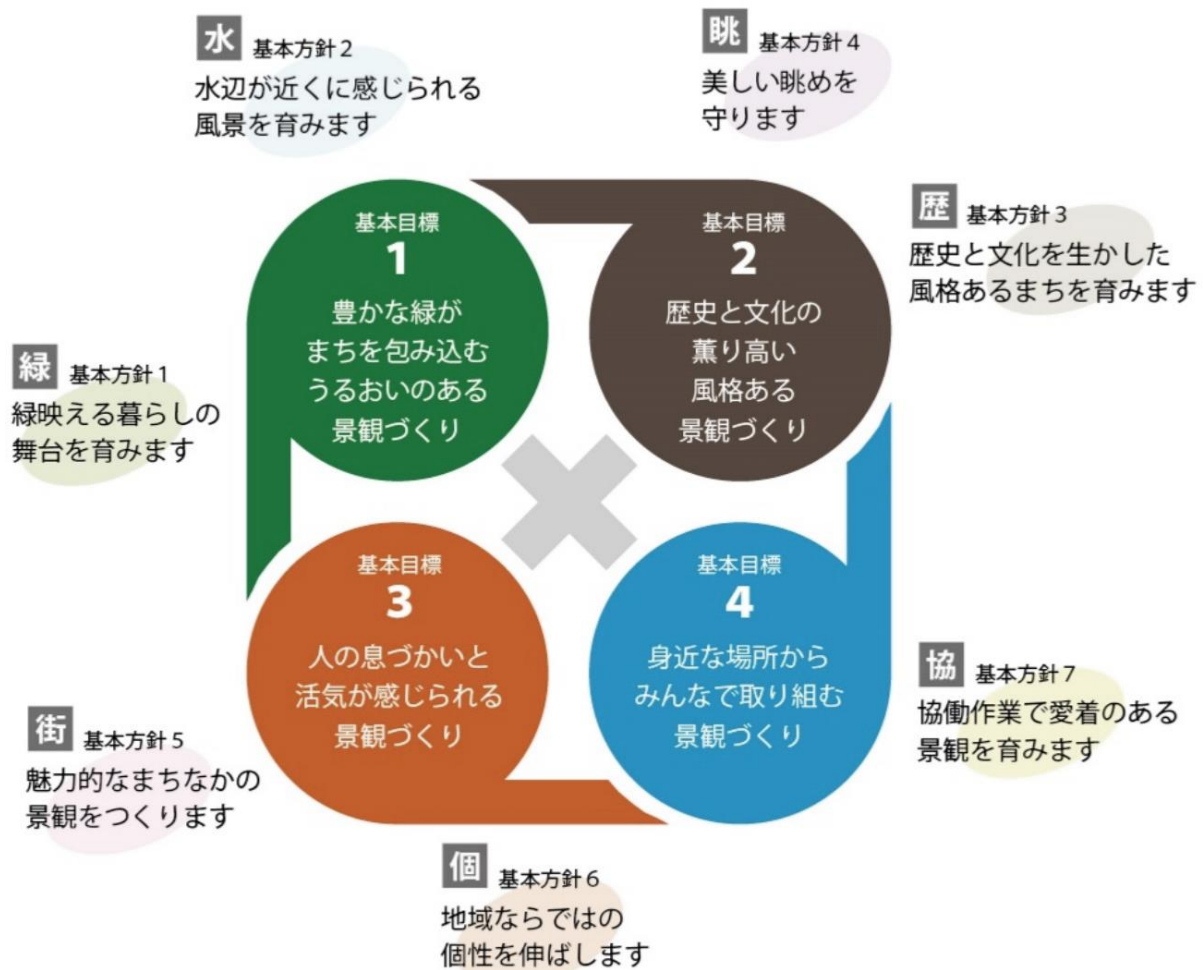 水 基本方針2
水辺が近くに感じられる
風景を育みます
眺 基本方針4
美しい眺めを
守ります
歴 基本方針3
歴史と文化を生かした
風格あるまちを育みます
緑 基本方針1
緑映える暮らしの
舞台を育みます
基本目標
1
豊かな緑が
まちを包み込む
うるおいのある
景観づくり
基本目標
2
歴史と文化の
薫り高い
風格ある
景観づくり
基本目標
3
人の息づかいと
活気が感じられる
景観づくり
基本目標
4
身近な場所から
みんなで取り組む
景観づくり
協 基本方針7
協働作業で愛着のある
景観を育みます
街 基本方針5
魅力的なまちなかの
景観をつくります
個 基本方針6
地域ならではの
個性を伸ばします